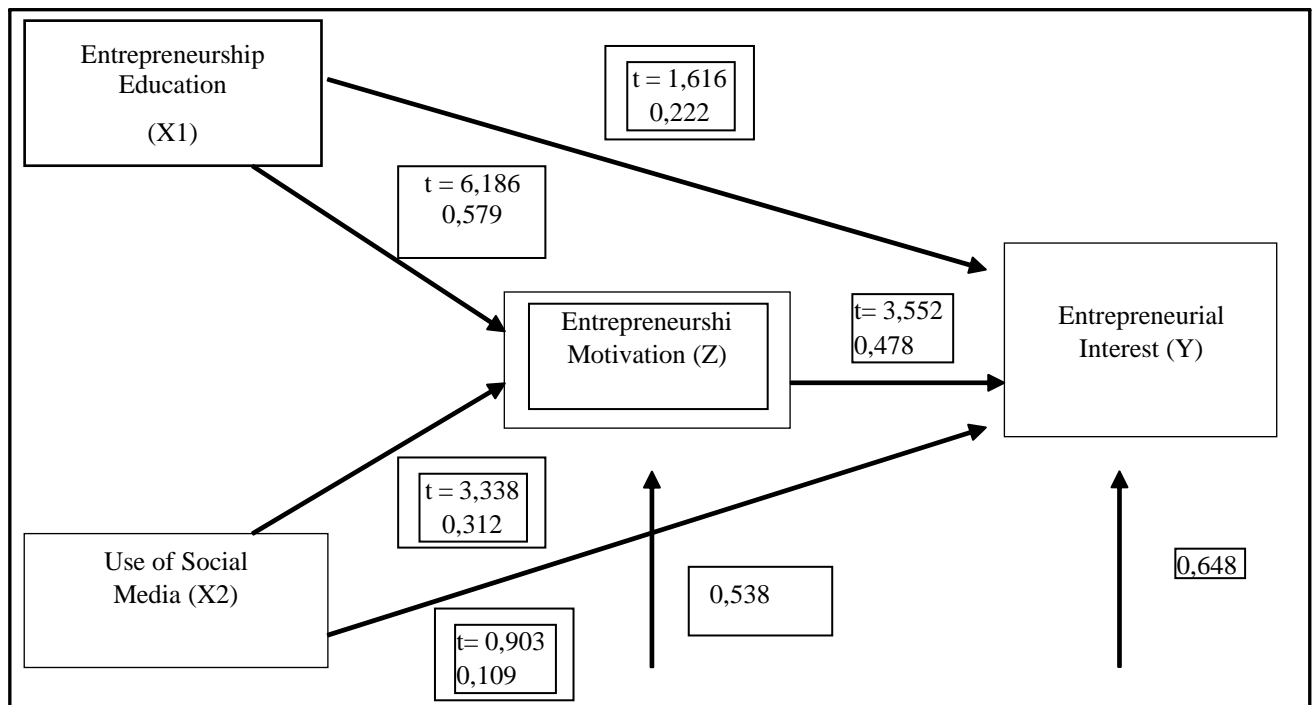 Entrepreneurship
Education
(X1)
t = 1,616
0,222
t = 6,186
0,579
Entrepreneurshi
Motivation (Z)
t= 3,552
0,478
Entrepreneurial
Interest (Y)
t = 3,338
0,312
Use of Social
Media (X2)
0,538
0,648
t= 0,903
0,109